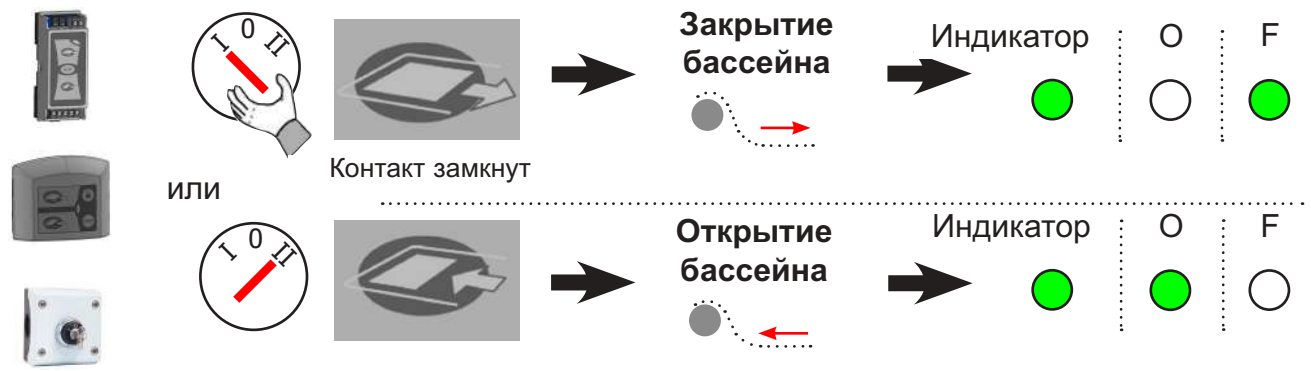 I 0 II
Контакт замкнут
Закрытие
бассейна
Индикатор O F
или
I 0 II
Открытие
бассейна
Индикатор O F